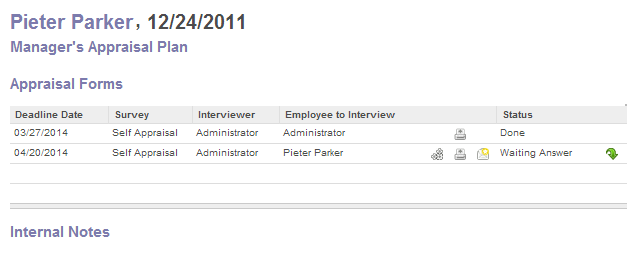 Pieter Parker, 12/24/2011
Manager's Appraisal Plan
Appraisal Forms
Deadline Date Survey Interviewer Employee to Interview Status
03/27/2014 Self Appraisal Administrator Administrator Done
04/20/2014 Self Appraisal Administrator Pieter Parker Waiting Answer
Internal Notes